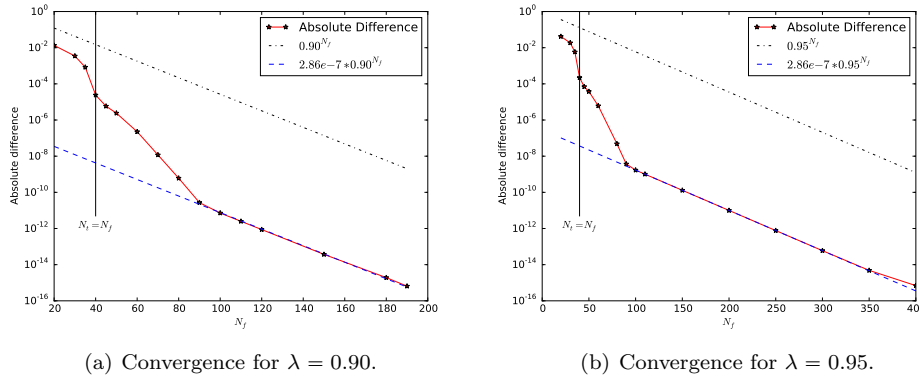 10^0
10^-2
10^-4
10^-6
10^-8
10^-10
10^-12
10^-14
10^-16
Absolute difference
Absolute Difference
0.90^{N_f}
2.86e−7∗0.90^{N_f}
N_t=N_f
20 40 60 80 100 120 140 160 180 200
N_f
(a) Convergence for λ = 0.90.
10^0
10^-2
10^-4
10^-6
10^-8
10^-10
10^-12
10^-14
10^-16
Absolute difference
Absolute Difference
0.95^{N_f}
2.86e−7∗0.95^{N_f}
N_t=N_f
0 50 100 150 200 250 300 350 400
N_f
(b) Convergence for λ = 0.95.